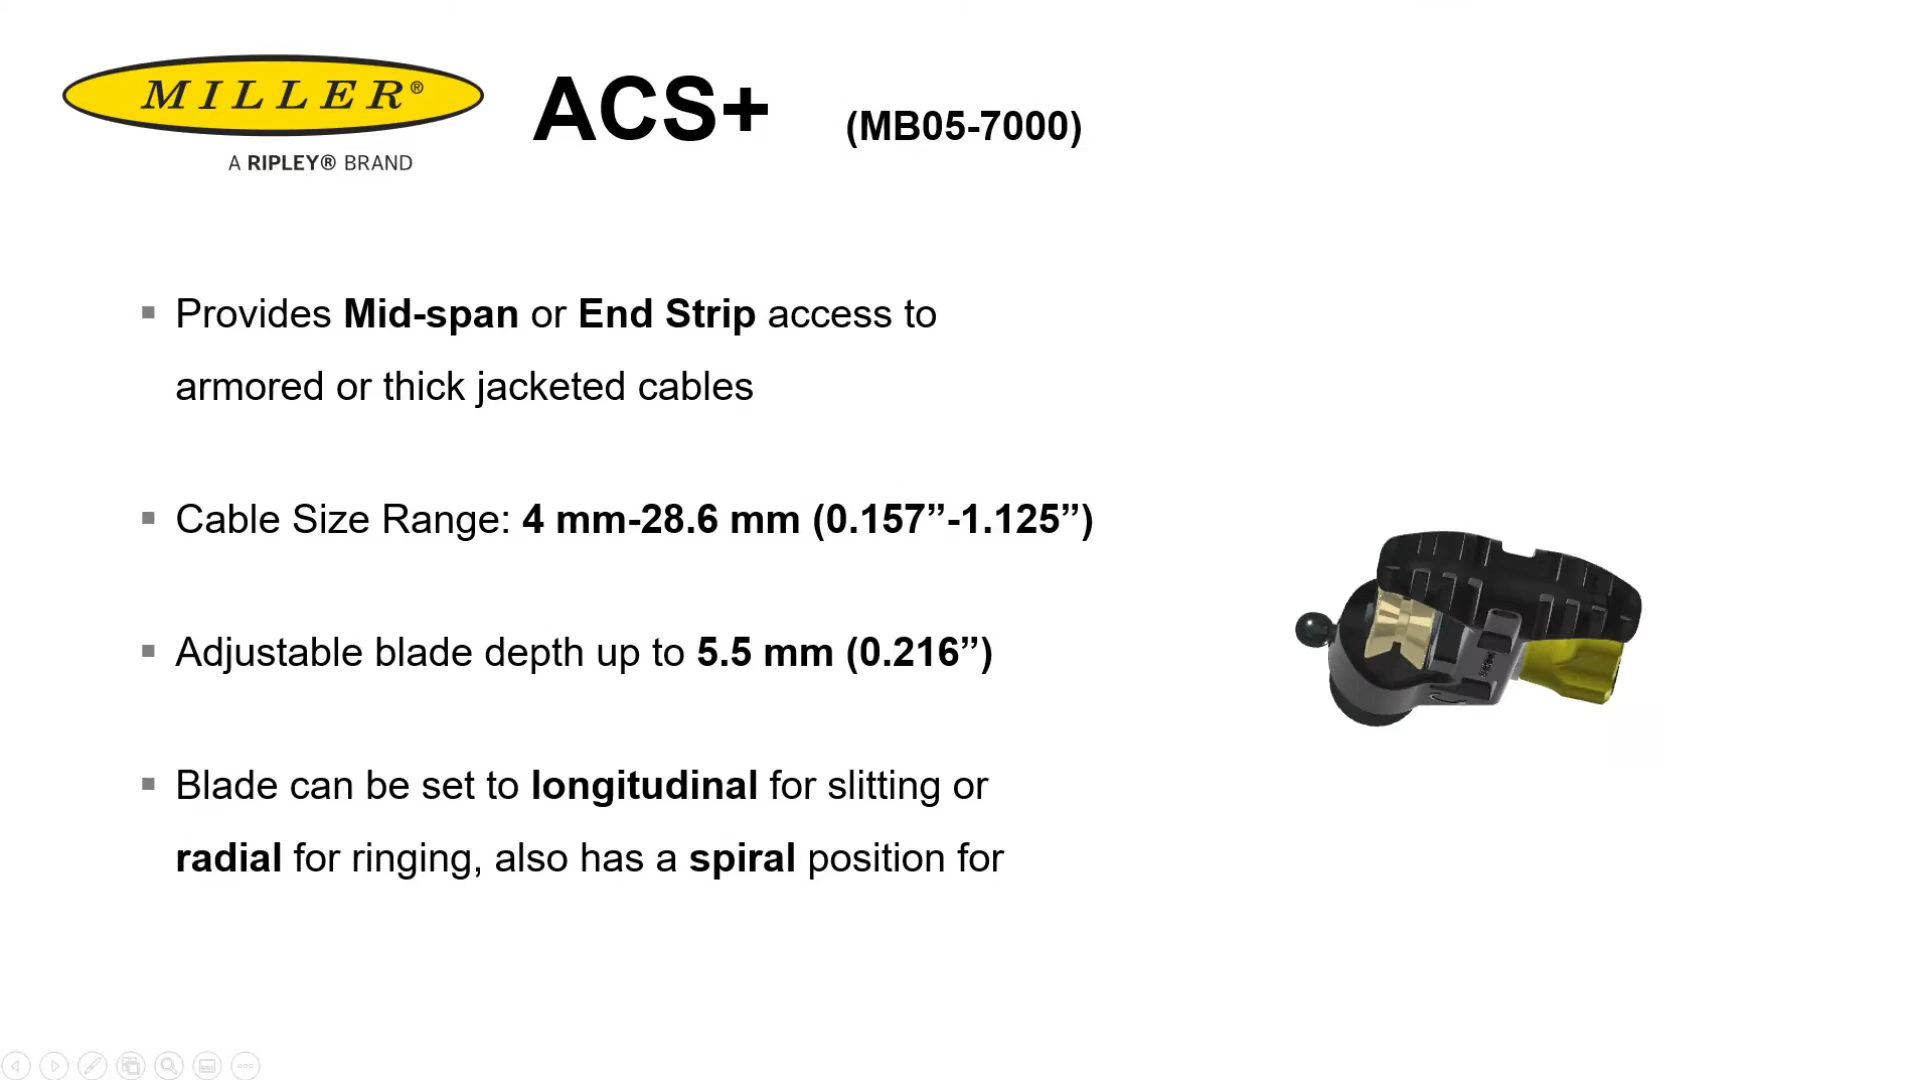 MILLER®
A RIPLEY® BRAND
ACS+ (MB05-7000)
Provides Mid-span or End Strip access to
armored or thick jacketed cables
Cable Size Range: 4 mm-28.6 mm (0.157”-1.125”)
Adjustable blade depth up to 5.5 mm (0.216”)
Blade can be set to longitudinal for slitting or
radial for ringing, also has a spiral position for